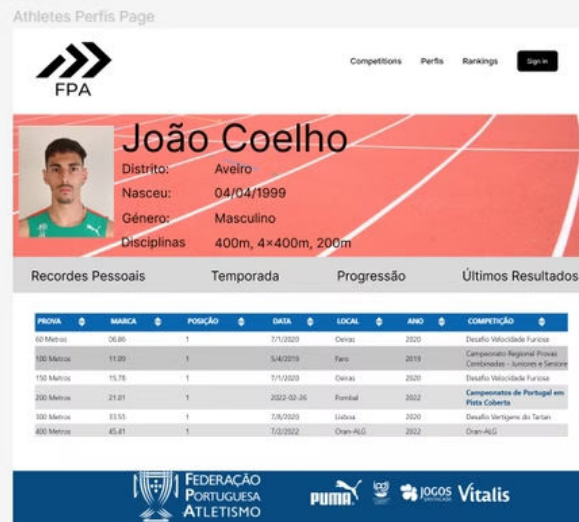 Athletes Perfis Page
FPA
Competitions Perfis Rankings Sign in
João Coelho
Distrito: Aveiro
Nasceu: 04/04/1999
Género: Masculino
Disciplinas 400m, 4×400m, 200m
Recordes Pessoais Temporada Progressão Últimos Resultados
PROVA MARCA POSIÇÃO DATA LOCAL ANO COMPETIÇÃO
60 Metros 06.86 1 7/1/2020 Oeiras 2020 Desafio Velocidade Furiosa
100 Metros 11.09 1 5/4/2019 Faro 2019 Campeonato Regional Provas
Combinadas - Juniores e Seniore
150 Metros 15.78 1 7/1/2020 Oeiras 2020 Desafio Velocidade Furiosa
200 Metros 21.01 1 2022-02-26 Pombal 2022 Campeonatos de Portugal em
Pista Coberta
300 Metros 33.55 1 7/8/2020 Lisboa 2020 Desafio Vertigens do Tartan
400 Metros 45.41 1 7/2/2022 Oran-ALG 2022 Oran-ALG
FEDERAÇÃO
PORTUGUESA
ATLETISMO
PUMA JOGOS Vitalis